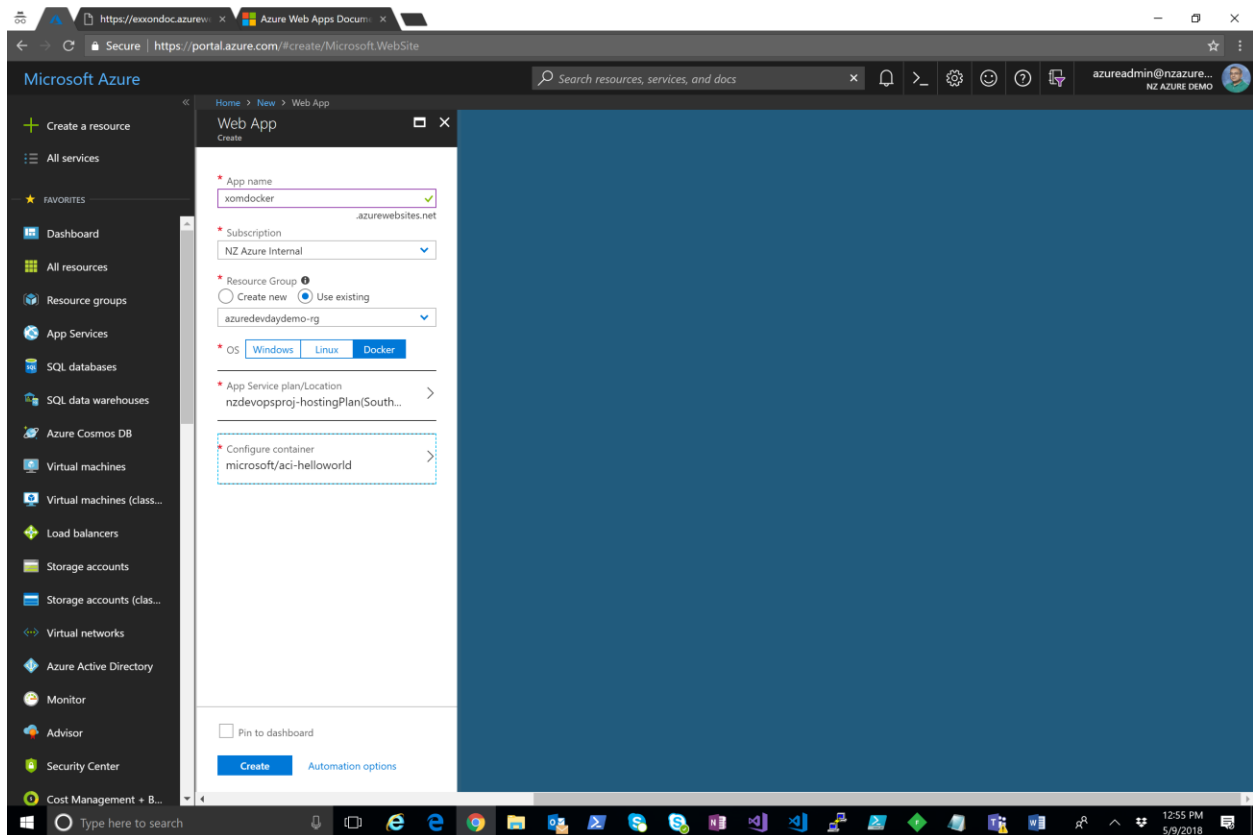 https://exxondoc.azurewe
Azure Web Apps Docume
Secure | https://portal.azure.com/#create/Microsoft.WebSite
Microsoft Azure
Search resources, services, and docs
azureadmin@nzazure...
NZ AZURE DEMO
Home > New > Web App
Web App
Create
Create a resource
All services
FAVORITES
Dashboard
All resources
Resource groups
App Services
SQL databases
SQL data warehouses
Azure Cosmos DB
Virtual machines
Virtual machines (class...
Load balancers
Storage accounts
Storage accounts (clas...
Virtual networks
Azure Active Directory
Monitor
Advisor
Security Center
Cost Management + B...
* App name
xomdocker
.azurewebsites.net
* Subscription
NZ Azure Internal
* Resource Group
Create new Use existing
azuredevdaydemo-rg
* OS Windows Linux Docker
* App Service plan/Location
nzdevopsproj-hostingPlan(South...
* Configure container
microsoft/aci-helloworld
Pin to dashboard
Create Automation options
Type here to search
12:55 PM
5/9/2018